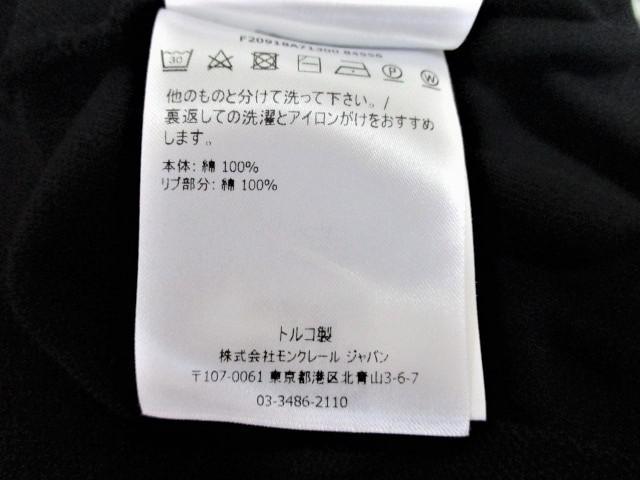 F20918A71300 84556
30
P
W
他のものと分けて洗って下さい。/
裏返しての洗濯とアイロンがけをおすすめ
します。
本体: 綿 100%
リブ部分: 綿 100%
トルコ製
株式会社モンクレール ジャパン
〒107-0061 東京都港区北青山3-6-7
03-3486-2110